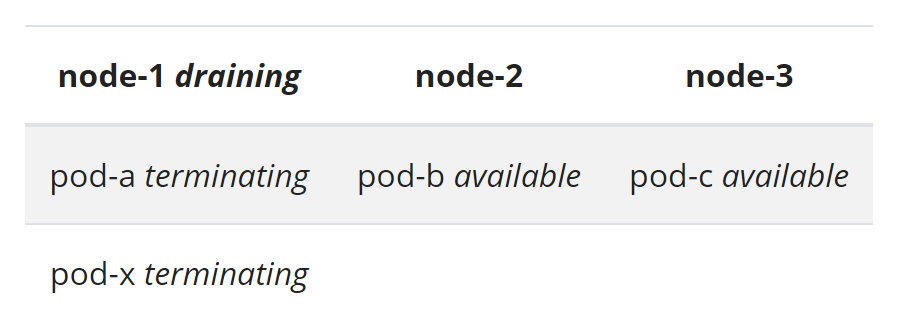 node-1 draining node-2 node-3
pod-a terminating pod-b available pod-c available
pod-x terminating